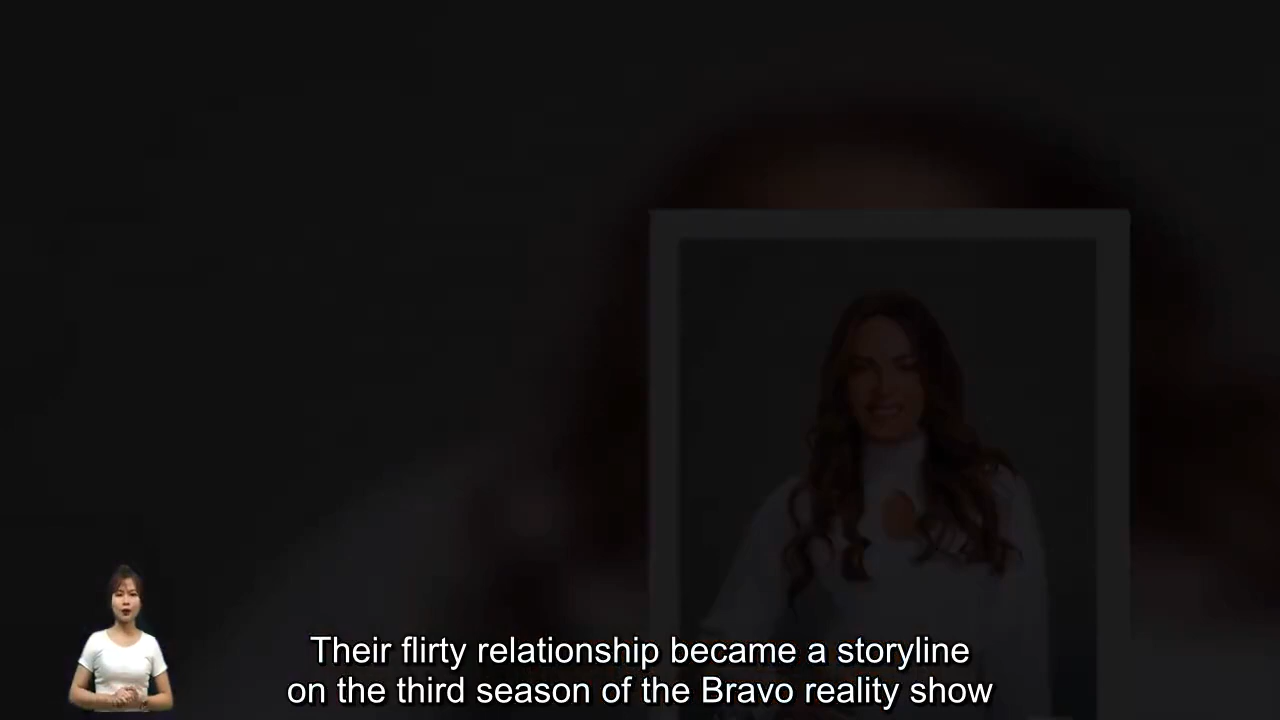 Their flirty relationship became a storyline
on the third season of the Bravo reality show